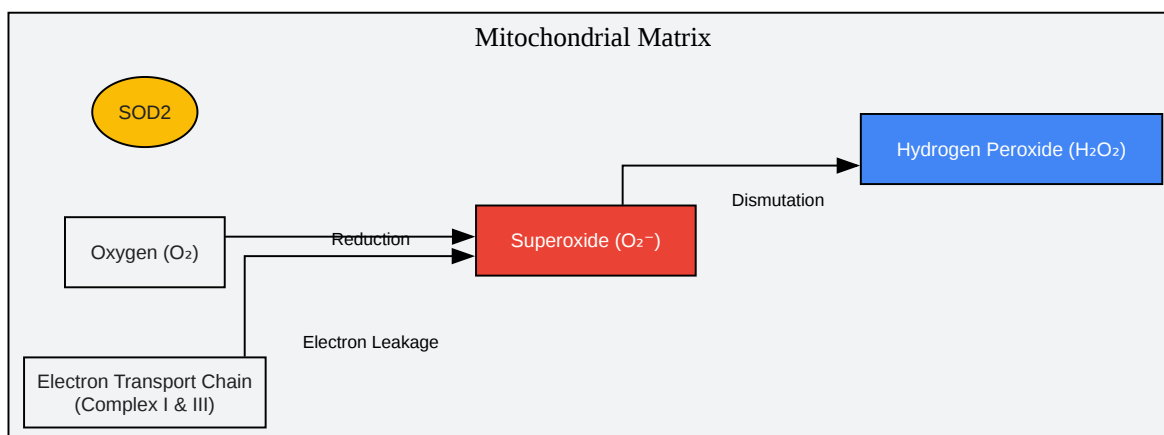 Mitochondrial Matrix
SOD2
Hydrogen Peroxide (H₂O₂)
Dismutation
Oxygen (O₂)
Reduction
Superoxide (O₂⁻)
Electron Leakage
Electron Transport Chain
(Complex I & III)